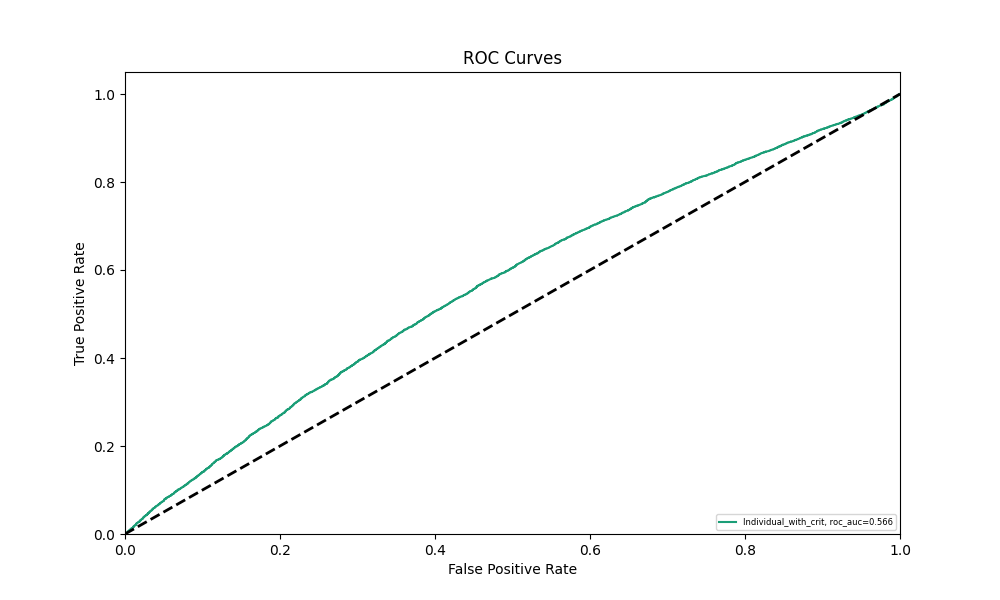 ROC Curves
1.0
0.8
0.6
0.4
0.2
0.0
True Positive Rate
0.0 0.2 0.4 0.6 0.8 1.0
False Positive Rate
Individual_with_crit, roc_auc=0.566